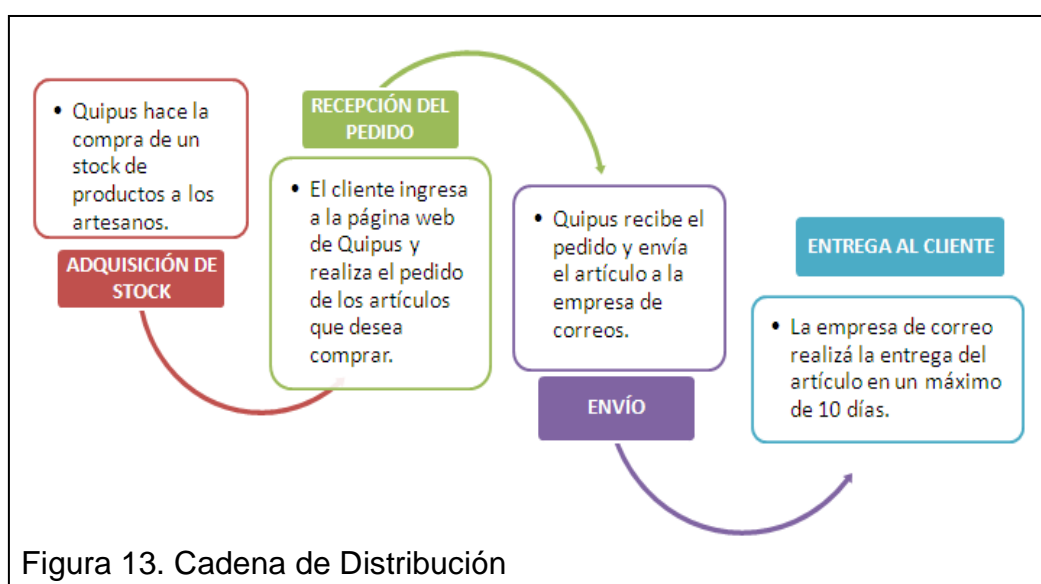 • Quipus hace la
compra de un
stock de
productos a los
artesanos.
ADQUISICIÓN DE
STOCK
RECEPCIÓN DEL
PEDIDO
• El cliente ingresa
a la página web
de Quipus y
realiza el pedido
de los artículos
que desea
comprar.
• Quipus recibe el
pedido y envía
el artículo a la
empresa de
correos.
ENVÍO
ENTREGA AL CLIENTE
• La empresa de correo
realizá la entrega del
artículo en un máximo
de 10 días.
Figura 13. Cadena de Distribución